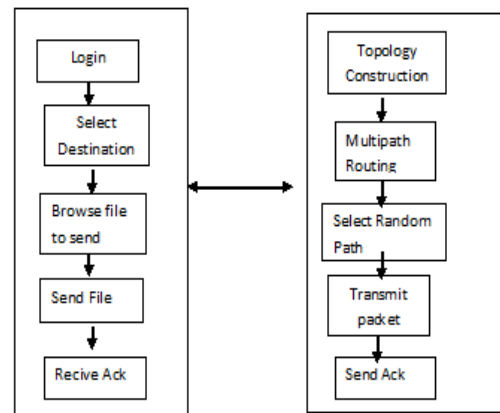 Login
Select
Destination
Browse file
to send
Send File
Recive Ack
Topology
Construction
Multipath
Routing
Select Random
Path
Transmit
packet
Send Ack